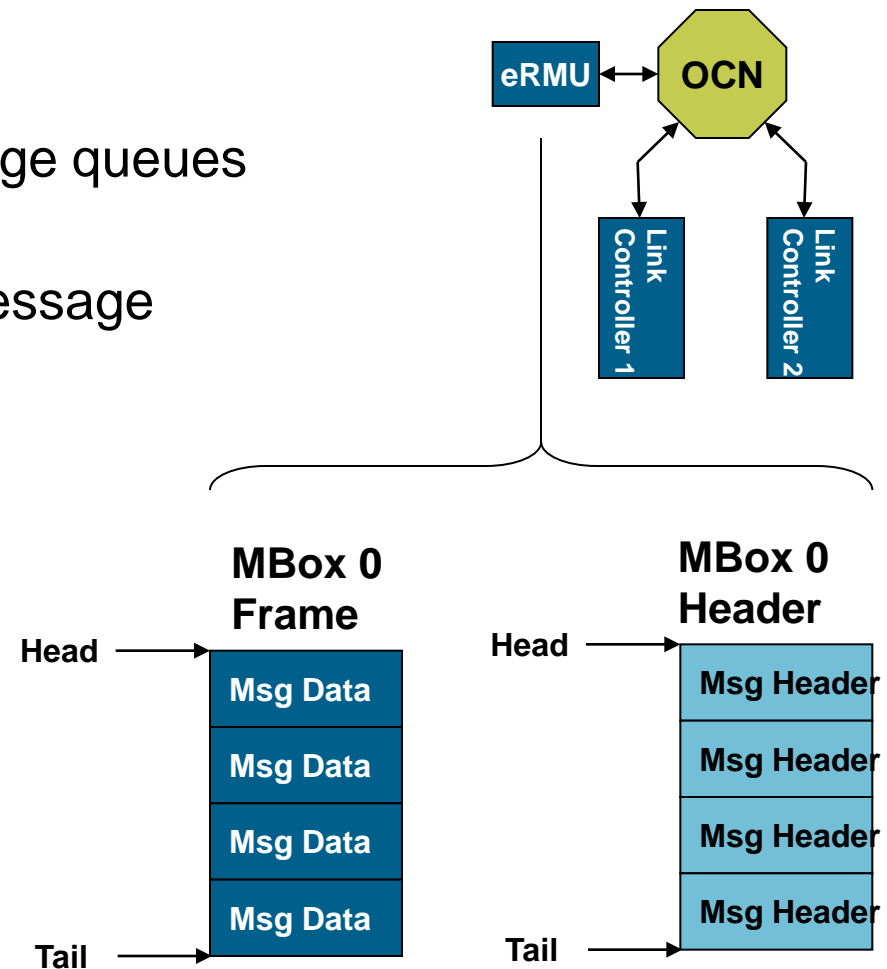 eRMU
OCN
ge queues
essage
Link
Controller 1
Link
Controller 2
MBox 0
Frame
MBox 0
Header
Head
Msg Data
Msg Data
Msg Data
Msg Data
Tail
Head
Msg Header
Msg Header
Msg Header
Msg Header
Tail